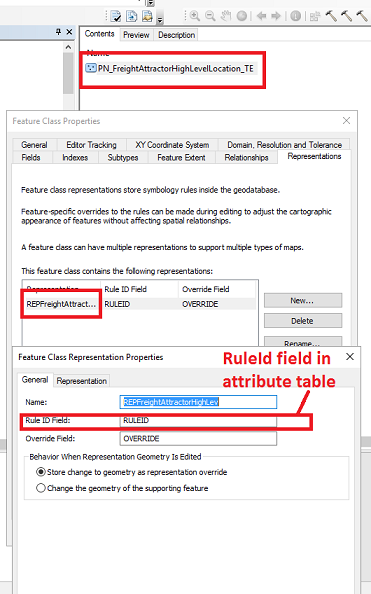 Contents Preview Description
Name
PN_FreightAttractorHighLevelLocation_TE
Feature Class Properties
General Editor Tracking XY Coordinate System Domain, Resolution and Tolerance
Fields Indexes Subtypes Feature Extent Relationships Representations
Feature class representations store symbology rules inside the geodatabase.
Feature-specific overrides to the rules can be made during editing to adjust the cartographic
appearance of features without affecting spatial relationships.
A feature class can have multiple representations to support multiple types of maps.
This feature class contains the following representations:
Representation Rule ID Field Override Field
REPFreightAttract... RULEID OVERRIDE
New...
Delete
Rename...
Feature Class Representation Properties
RuleId field in
attribute table
General Representation
Name: REPFreightAttractorHighLev
Rule ID Field: RULEID
Override Field: OVERRIDE
Behavior When Representation Geometry Is Edited
Store change to geometry as representation override
Change the geometry of the supporting feature